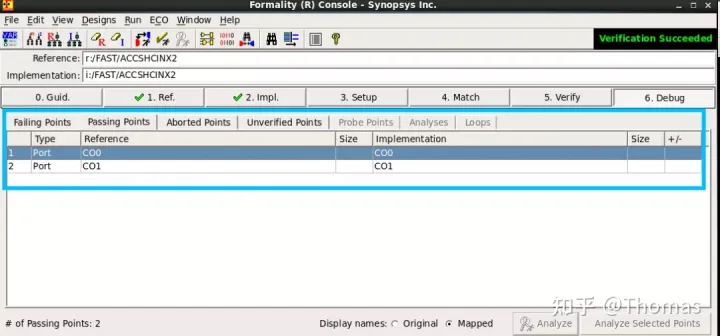 Formality (R) Console - Synopsys Inc.
File Edit View Designs Run ECO Window Help
Verification Succeeded
Reference: r:/FAST/ACCSHCINX2
Implementation: i:/FAST/ACCSHCINX2
0. Guid. 1. Ref. 2. Impl. 3. Setup 4. Match 5. Verify 6. Debug
Failing Points Passing Points Aborted Points Unverified Points Probe Points Analyses Loops
Type Reference Size Implementation Size +/-
1 Port CO0 CO0
2 Port CO1 CO1
# of Passing Points: 2 Display names: Original Mapped Analyze Analyze Selected Points
知乎 @Thomas